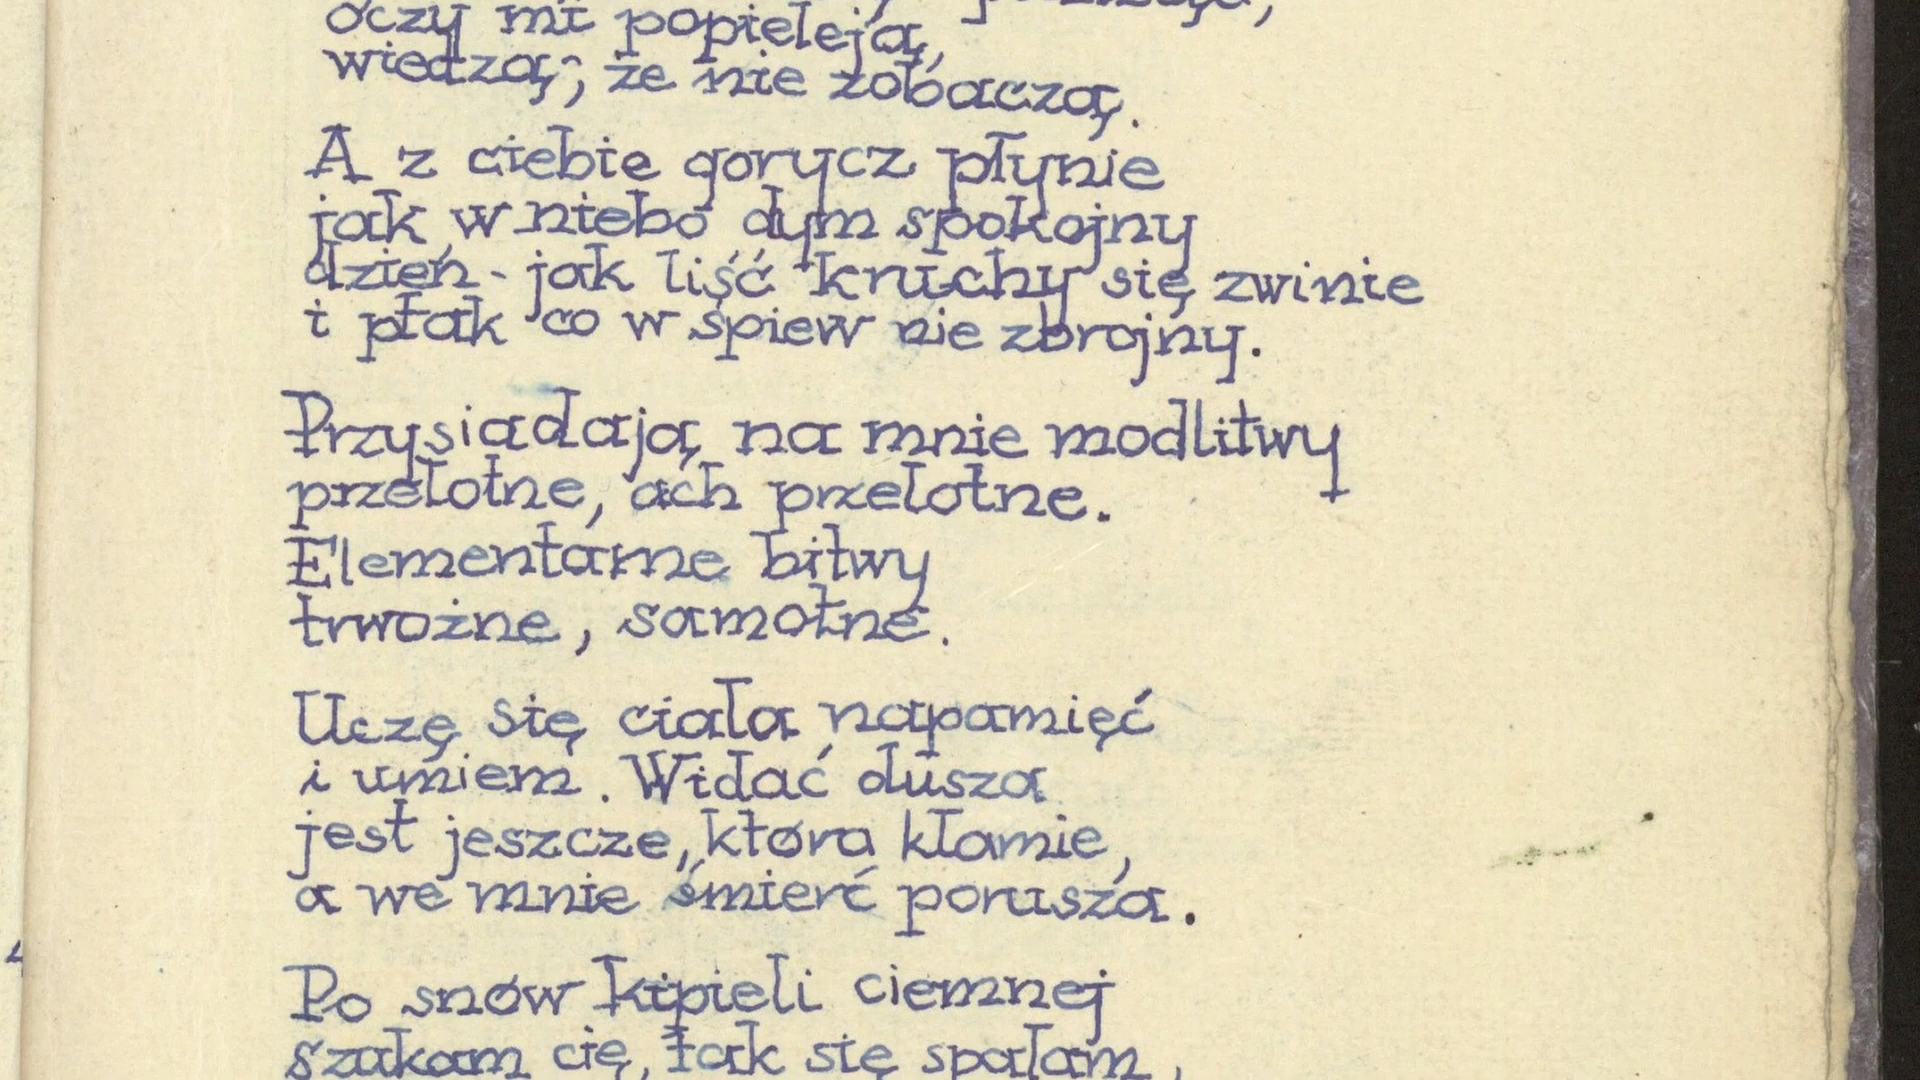 oczy mi popieleją,
wiedzą, że nie zobaczą.
A z ciebie gorycz płynie
jak w niebo dym spokojny
dzień - jak liść kruchy się zwinie
i ptak co w śpiew nie zbrojny.
Przysiadają na mnie modlitwy
przelotne, ach przelotne.
Elementarne bitwy
trwożne, samotne.
Uczę się ciała napamięć
i umiem. Widać dusza
jest jeszcze, która kłamie,
a we mnie śmierć porusza.
Po snów kipieli ciemnej
szukam cię, tak się spalam,